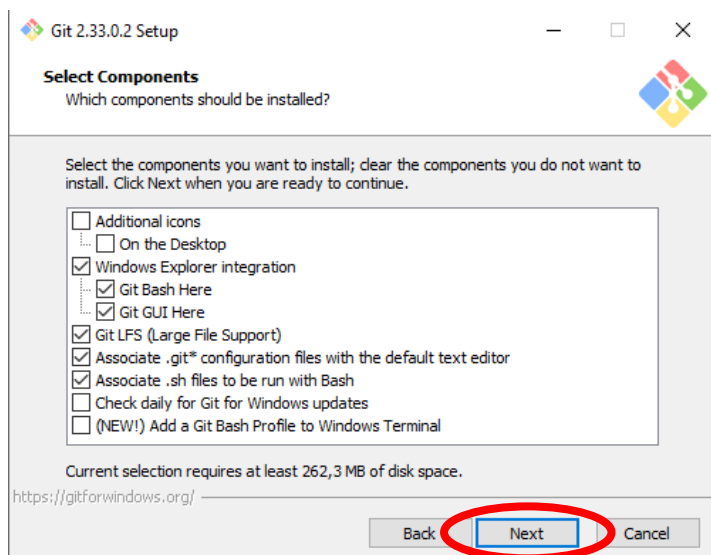 Git 2.33.0.2 Setup
Select Components
Which components should be installed?
Select the components you want to install; clear the components you do not want to
install. Click Next when you are ready to continue.
Additional icons
On the Desktop
Windows Explorer integration
Git Bash Here
Git GUI Here
Git LFS (Large File Support)
Associate .git* configuration files with the default text editor
Associate .sh files to be run with Bash
Check daily for Git for Windows updates
(NEW!) Add a Git Bash Profile to Windows Terminal
Current selection requires at least 262,3 MB of disk space.
https://gitforwindows.org/
Back Next Cancel